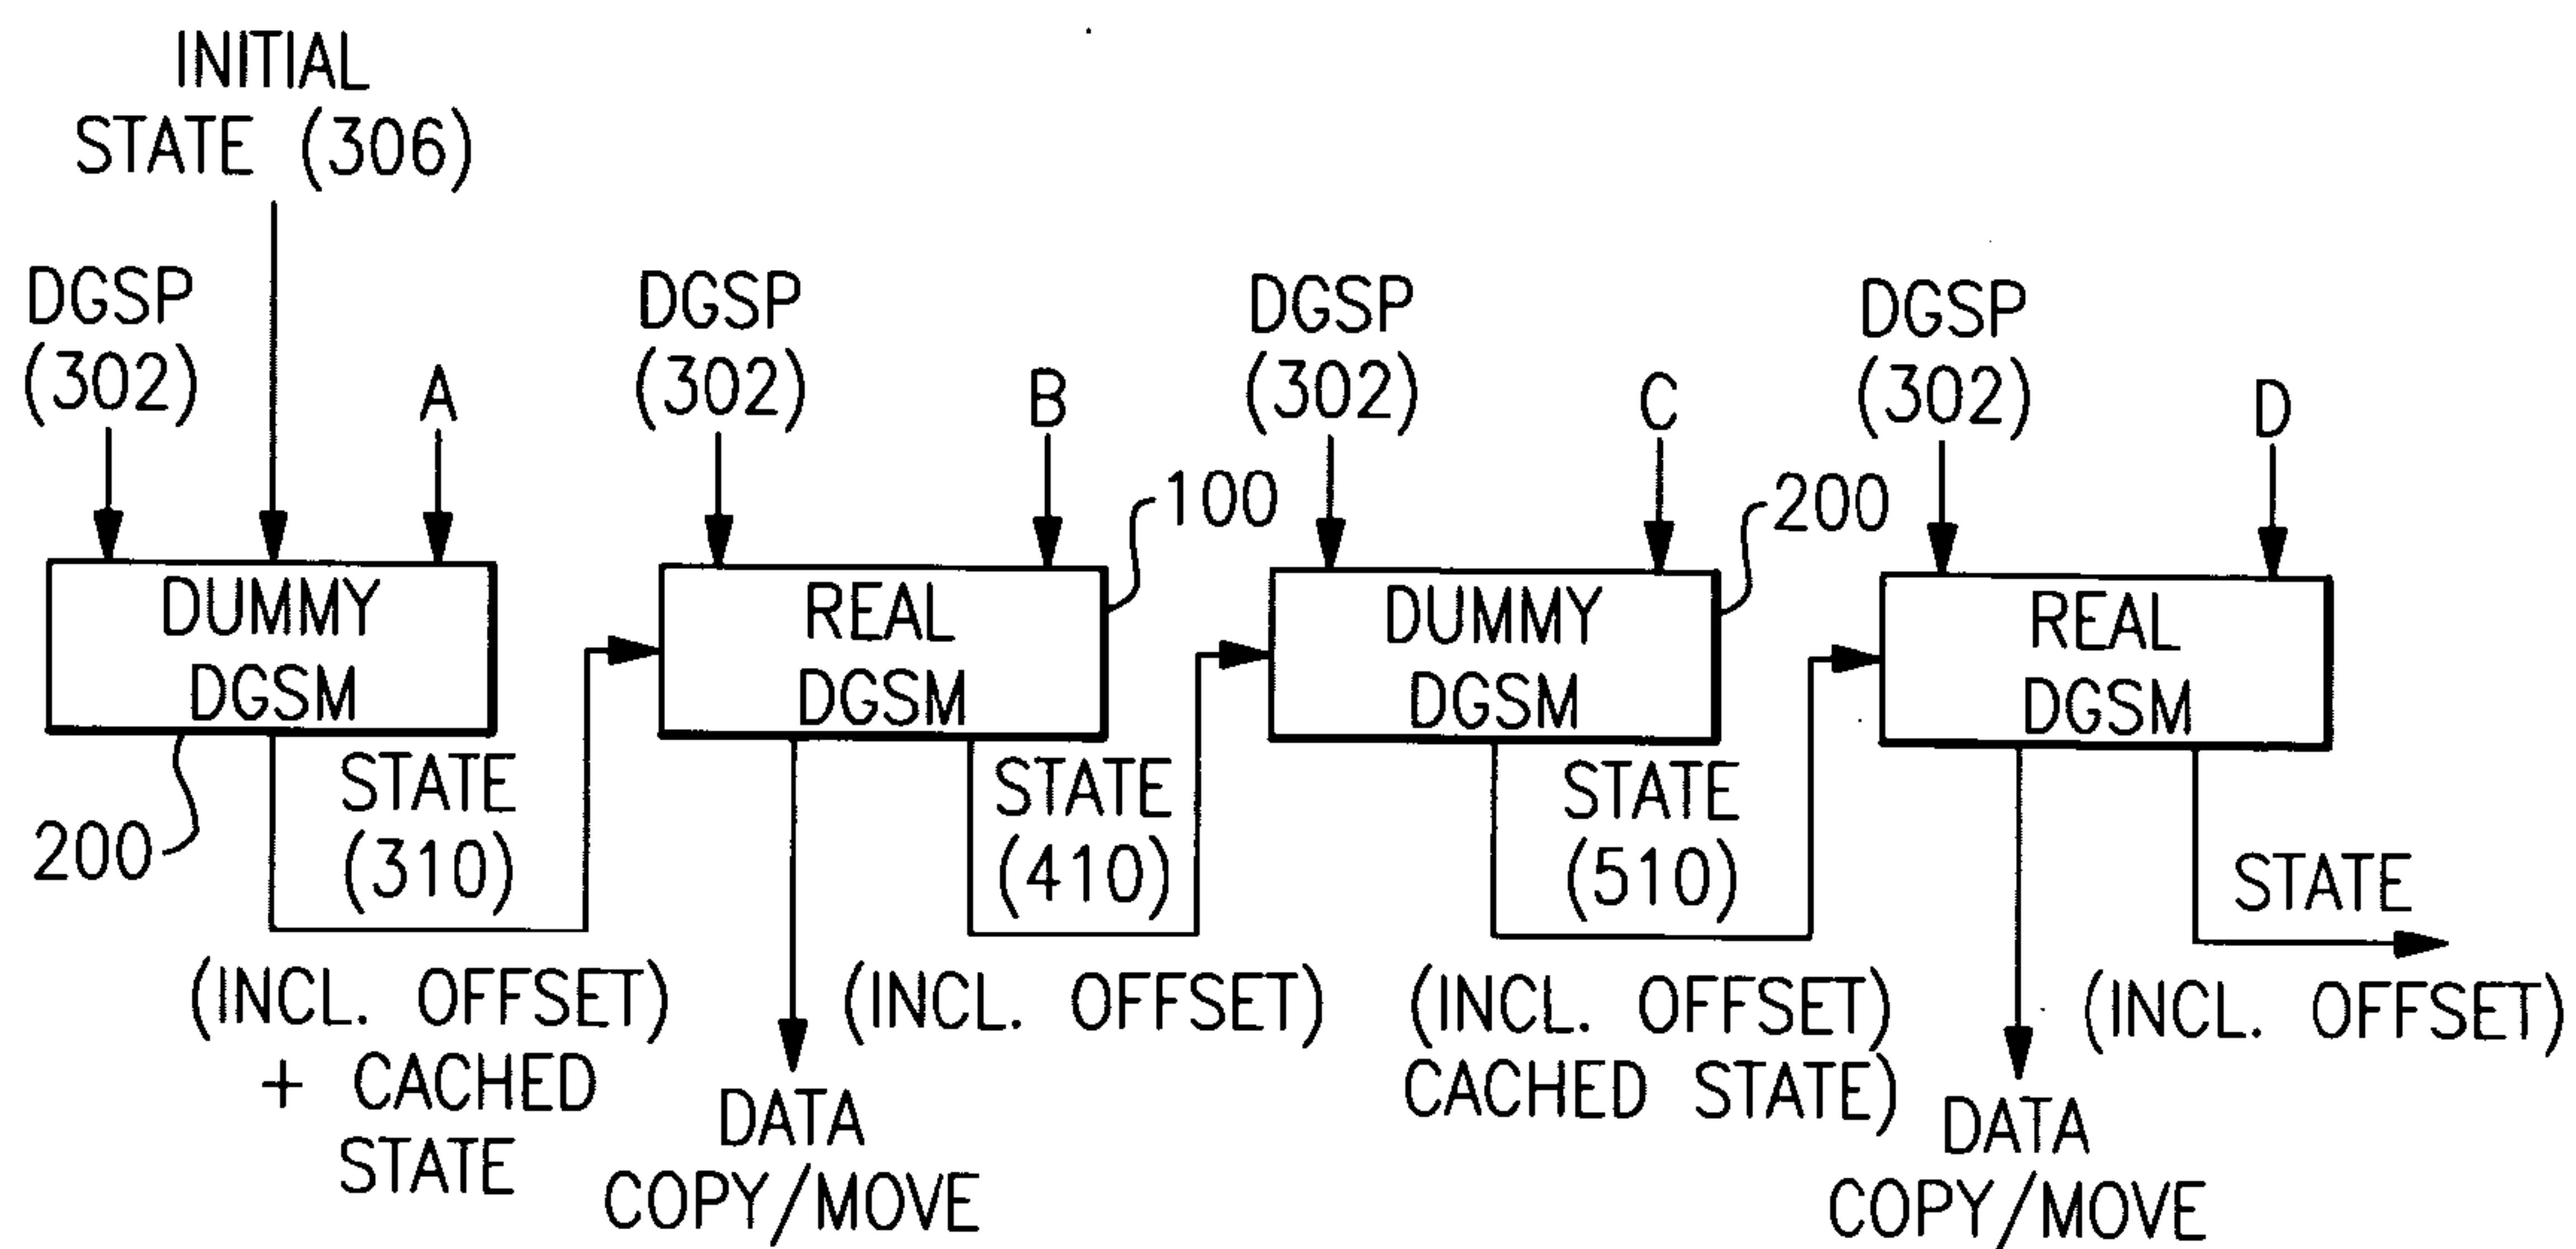 INITIAL
STATE (306)
DGSP
(302)
A
DGSP
(302)
B
DGSP
(302)
C
DGSP
(302)
D
100
200
DUMMY
DGSM
REAL
DGSM
DUMMY
DGSM
REAL
DGSM
200
STATE
(310)
STATE
(410)
STATE
(510)
STATE
(INCL. OFFSET)
+ CACHED
STATE
DATA
COPY/MOVE
(INCL. OFFSET)
(INCL. OFFSET)
CACHED STATE)
DATA
COPY/MOVE
(INCL. OFFSET)